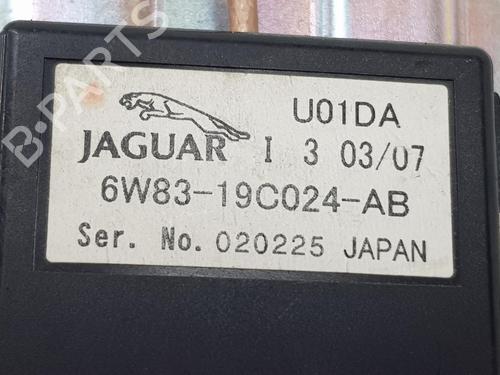 B-PARTS
U01DA
JAGUAR I 3 03/07
6W83-19C024-AB
Ser. No. 020225 JAPAN